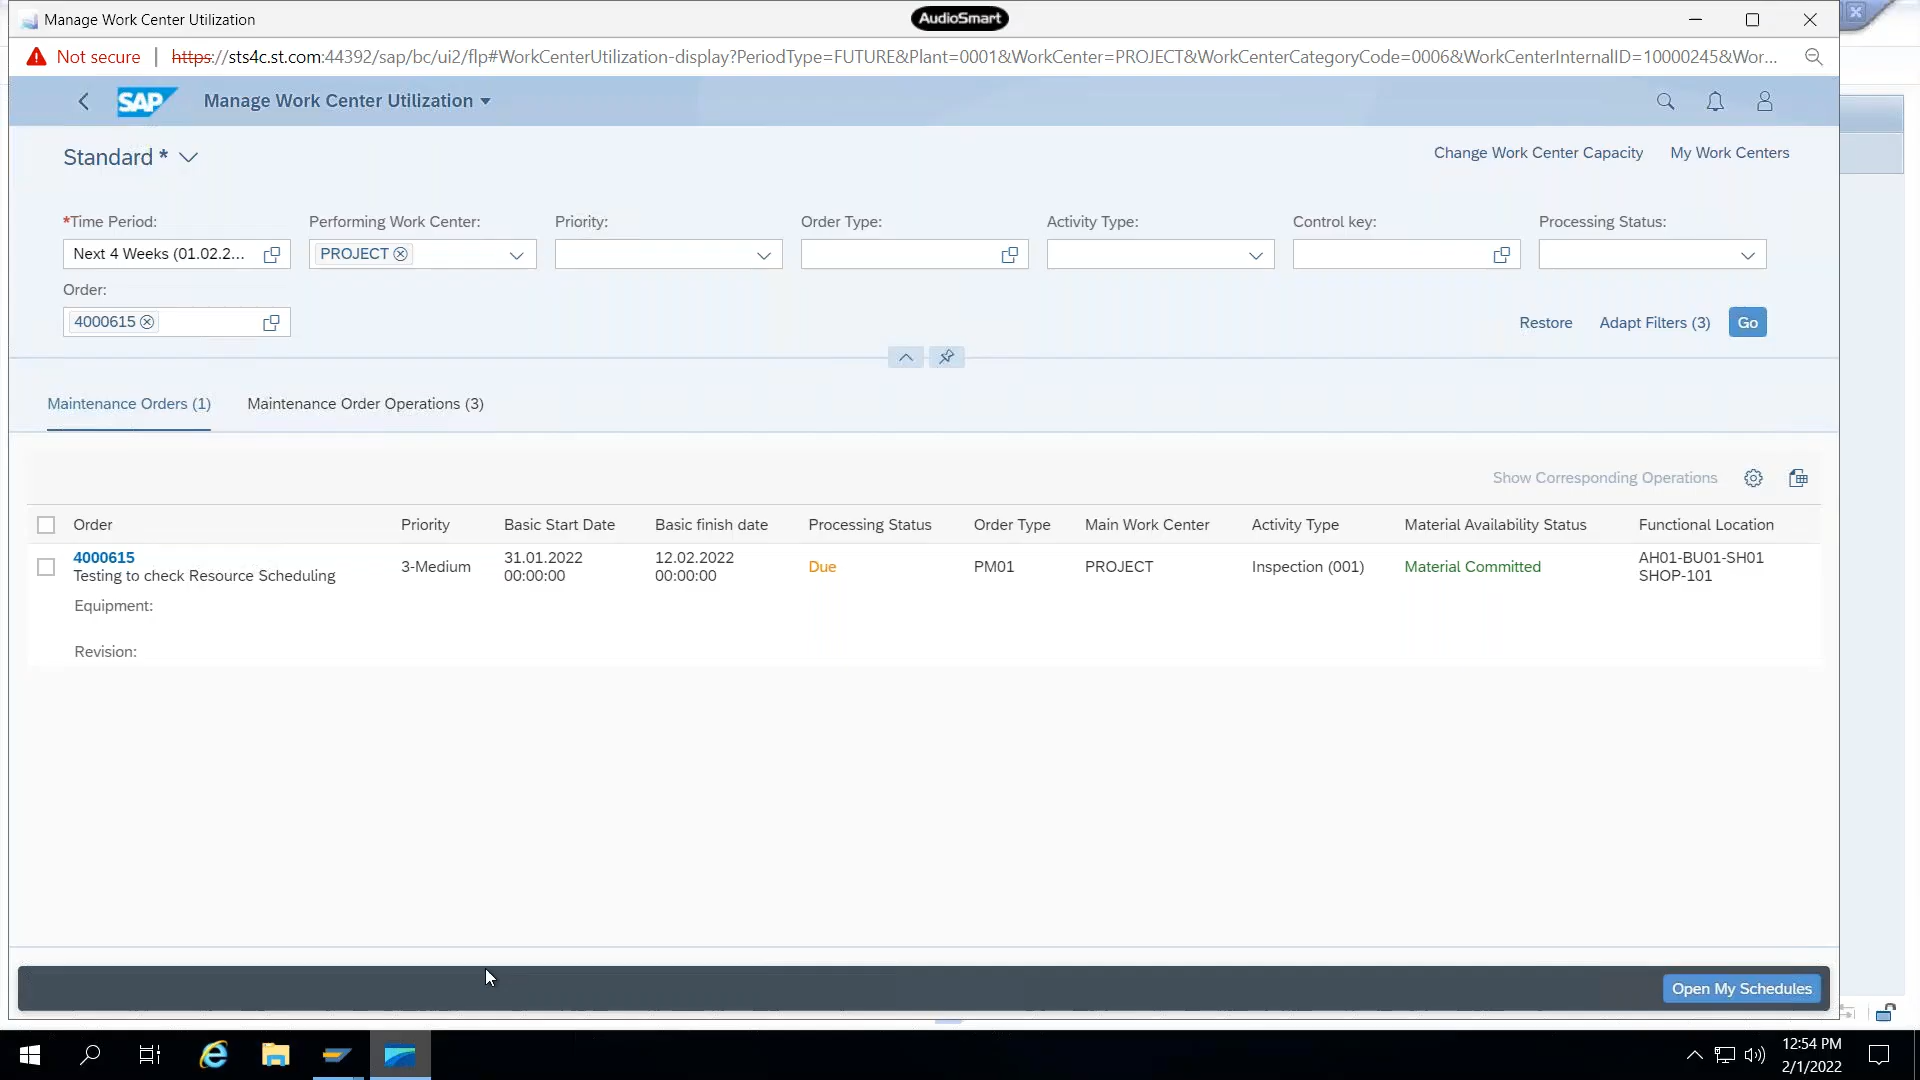 Manage Work Center Utilization
AudioSmart
Not secure | https://sts4c.st.com:44392/sap/bc/ui2/flp#WorkCenterUtilization-display?PeriodType=FUTURE&Plant=0001&WorkCenter=PROJECT&WorkCenterCategoryCode=0006&WorkCenterInternalID=10000245&Wor...
SAP Manage Work Center Utilization
Standard *
Change Work Center Capacity My Work Centers
*Time Period: Performing Work Center: Priority: Order Type: Activity Type: Control key: Processing Status:
Next 4 Weeks (01.02.2... PROJECT
Order:
4000615
Restore Adapt Filters (3) Go
Maintenance Orders (1) Maintenance Order Operations (3)
Show Corresponding Operations
Order Priority Basic Start Date Basic finish date Processing Status Order Type Main Work Center Activity Type Material Availability Status Functional Location
4000615 31.01.2022 12.02.2022 AH01-BU01-SH01
3-Medium Due PM01 PROJECT Inspection (001) Material Committed
Testing to check Resource Scheduling 00:00:00 00:00:00 SHOP-101
Equipment:
Revision:
Open My Schedules
12:54 PM
2/1/2022